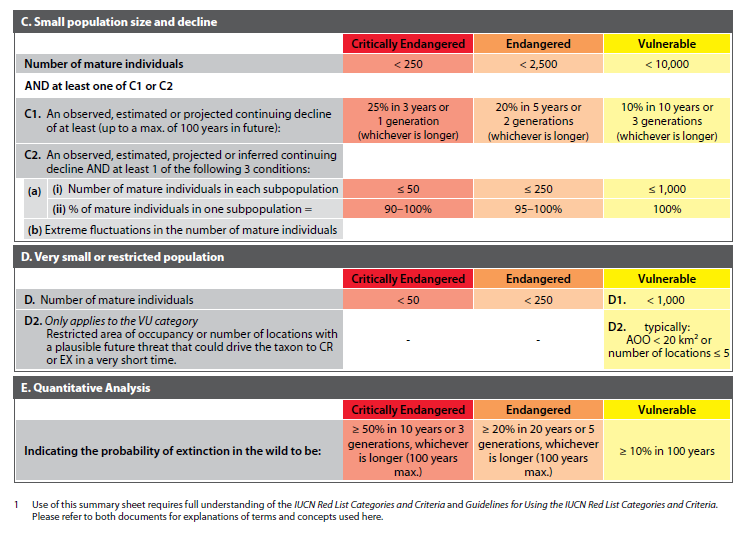 C. Small population size and decline
Critically Endangered Endangered Vulnerable
Number of mature individuals < 250 < 2,500 < 10,000
AND at least one of C1 or C2
C1. An observed, estimated or projected continuing decline
of at least (up to a max. of 100 years in future):
25% in 3 years or
1 generation
(whichever is longer)
20% in 5 years or
2 generations
(whichever is longer)
10% in 10 years or
3 generations
(whichever is longer)
C2. An observed, estimated, projected or inferred continuing
decline AND at least 1 of the following 3 conditions:
(a) (i) Number of mature individuals in each subpopulation ≤ 50 ≤ 250 ≤ 1,000
(ii) % of mature individuals in one subpopulation = 90–100% 95–100% 100%
(b) Extreme fluctuations in the number of mature individuals
D. Very small or restricted population
Critically Endangered Endangered Vulnerable
D. Number of mature individuals < 50 < 250 D1. < 1,000
D2. Only applies to the VU category
Restricted area of occupancy or number of locations with
a plausible future threat that could drive the taxon to CR
or EX in a very short time.
- -
D2. typically:
AOO < 20 km² or
number of locations ≤ 5
E. Quantitative Analysis
Critically Endangered Endangered Vulnerable
Indicating the probability of extinction in the wild to be:
≥ 50% in 10 years or 3
generations, whichever
is longer (100 years
max.)
≥ 20% in 20 years or 5
generations, whichever
is longer (100 years
max.)
≥ 10% in 100 years
1 Use of this summary sheet requires full understanding of the IUCN Red List Categories and Criteria and Guidelines for Using the IUCN Red List Categories and Criteria.
Please refer to both documents for explanations of terms and concepts used here.